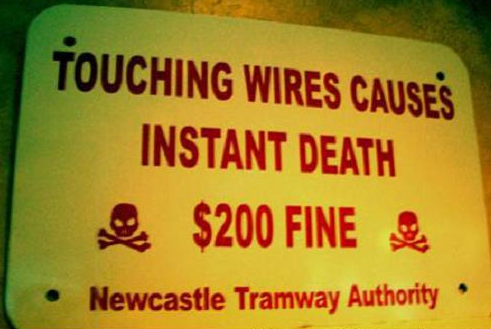 TOUCHING WIRES CAUSES
INSTANT DEATH
$200 FINE
Newcastle Tramway Authority